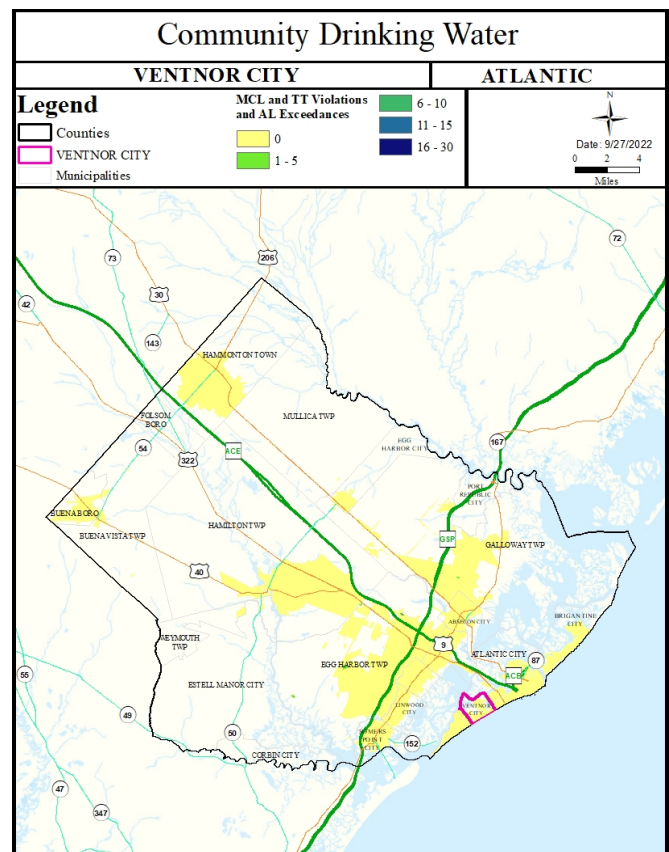 Community Drinking Water
VENTNOR CITY
ATLANTIC
Legend
Counties
VENTNOR CITY
Municipalities
MCL and TT Violations
and AL Exceedances
0
1 - 5
6 - 10
11 - 15
16 - 30
N
Date: 9/27/2022
0 2 4
Miles
72
206
73
30
42
143
HAMMONTON TOWN
MULLICA TWP
FOLSOM
BORO
EGG
HARBOR CITY
167
54
322
ACE
PORT
REPUBLIC
CITY
BUENA BORO
HAMILTON TWP
BUENA VISTA TWP
GSP
GALLOWAY TWP
40
ABSECON CITY
BRIGANTINE
CITY
WEYMOUTH
TWP
9
ATLANTIC CITY
87
EGG HARBOR TWP
55
ESTELL MANOR CITY
ACB
LINWOOD
CITY
VENTNOR
CITY
49
50
SOMERS
POINT
CITY
152
CORBIN CITY
47
347